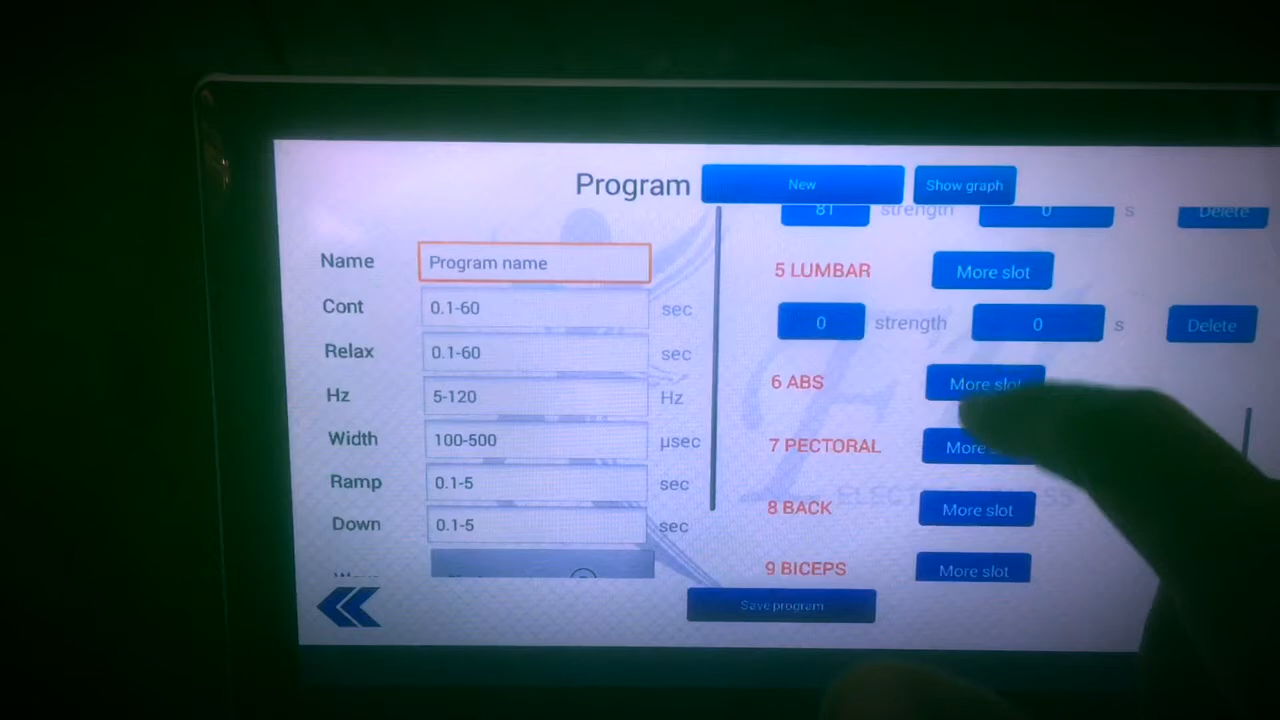 Program New Show graph
81 strength 0 s Delete
Name Program name
5 LUMBAR More slot
Cont 0.1-60 sec
0 strength 0 s Delete
Relax 0.1-60 sec
6 ABS More slot
Hz 5-120 Hz
Width 100-500 µsec
7 PECTORAL More
Ramp 0.1-5 sec
8 BACK More slot
Down 0.1-5 sec
9 BICEPS More slot
Save program